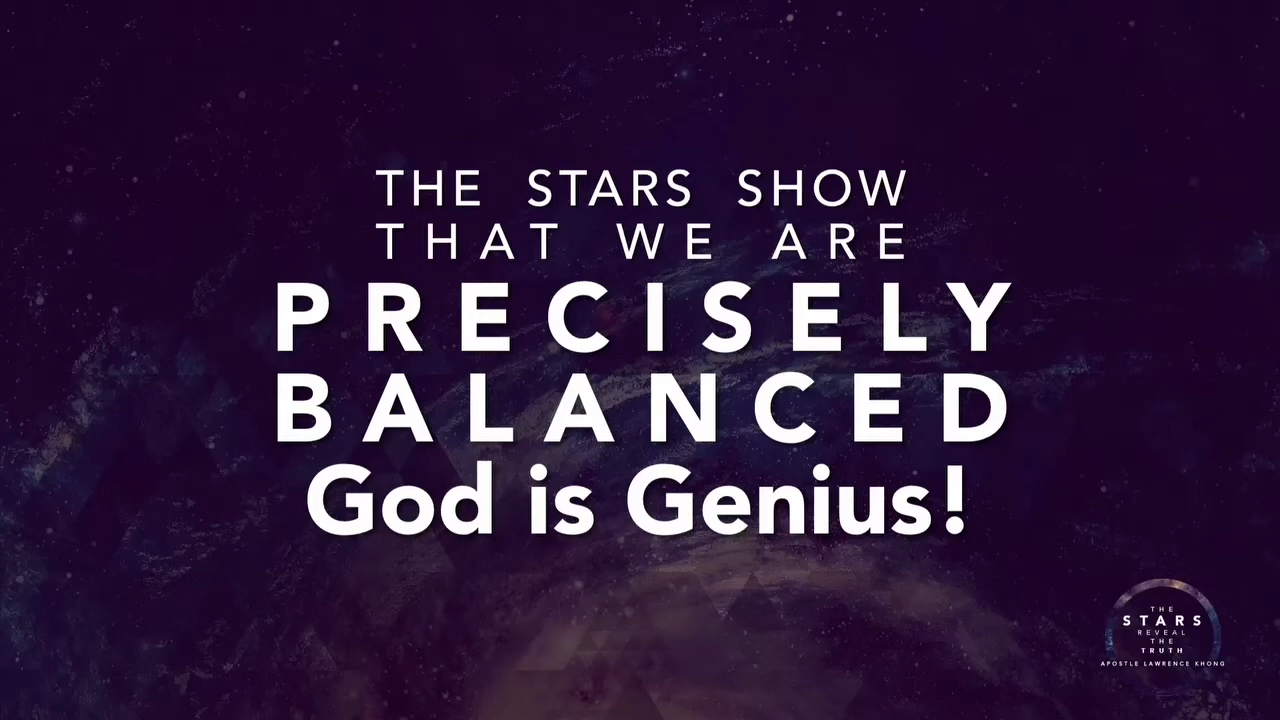 THE STARS SHOW
THAT WE ARE
PRECISELY
BALANCED
God is Genius!
THE
STARS
REVEAL
THE
TRUTH
APOSTLE LAWRENCE KHONG